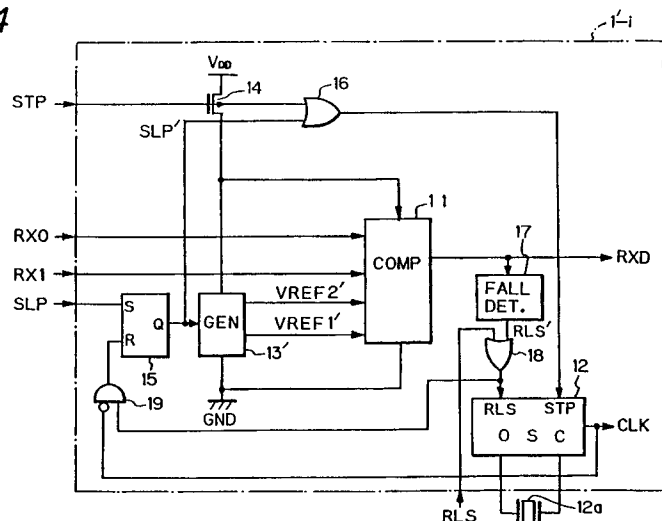 4
1'-i
VDD
STP
14
16
SLP'
11
RX0
17
COMP
RXD
RX1
FALL
DET.
SLP
S
Q
GEN
VREF2'
VREF1'
RLS'
R
13'
18
15
12
19
GND
RLS STP
O S C
CLK
12a
RLS